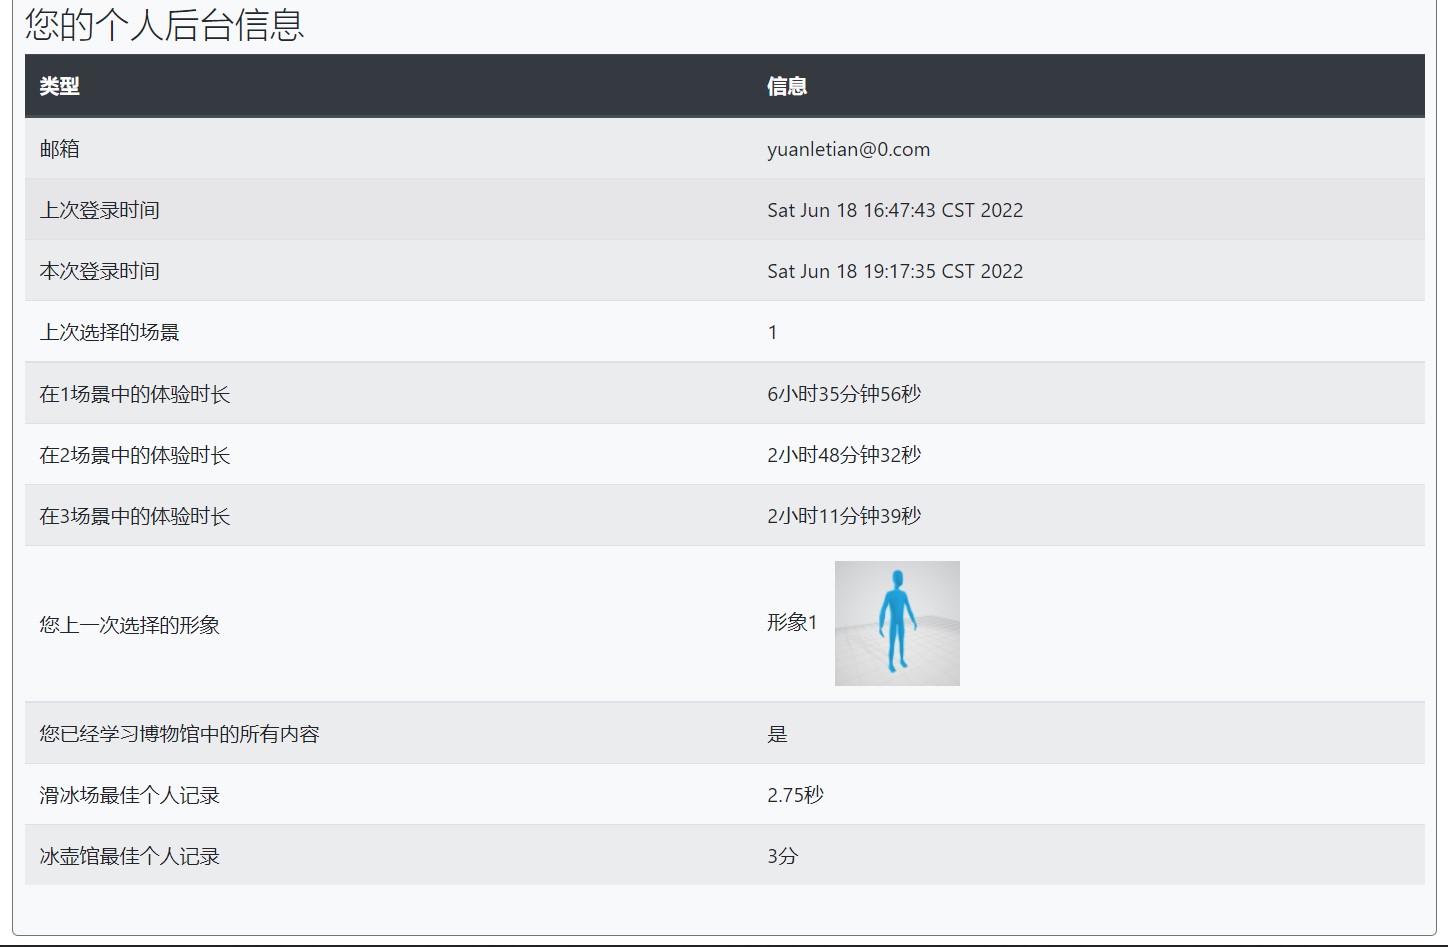 您的个人后台信息
类型 信息
邮箱 yuanletian@0.com
上次登录时间 Sat Jun 18 16:47:43 CST 2022
本次登录时间 Sat Jun 18 19:17:35 CST 2022
上次选择的场景 1
在1场景中的体验时长 6小时35分钟56秒
在2场景中的体验时长 2小时48分钟32秒
在3场景中的体验时长 2小时11分钟39秒
您上一次选择的形象 形象1
您已经学习博物馆中的所有内容 是
滑冰场最佳个人记录 2.75秒
冰壶馆最佳个人记录 3分